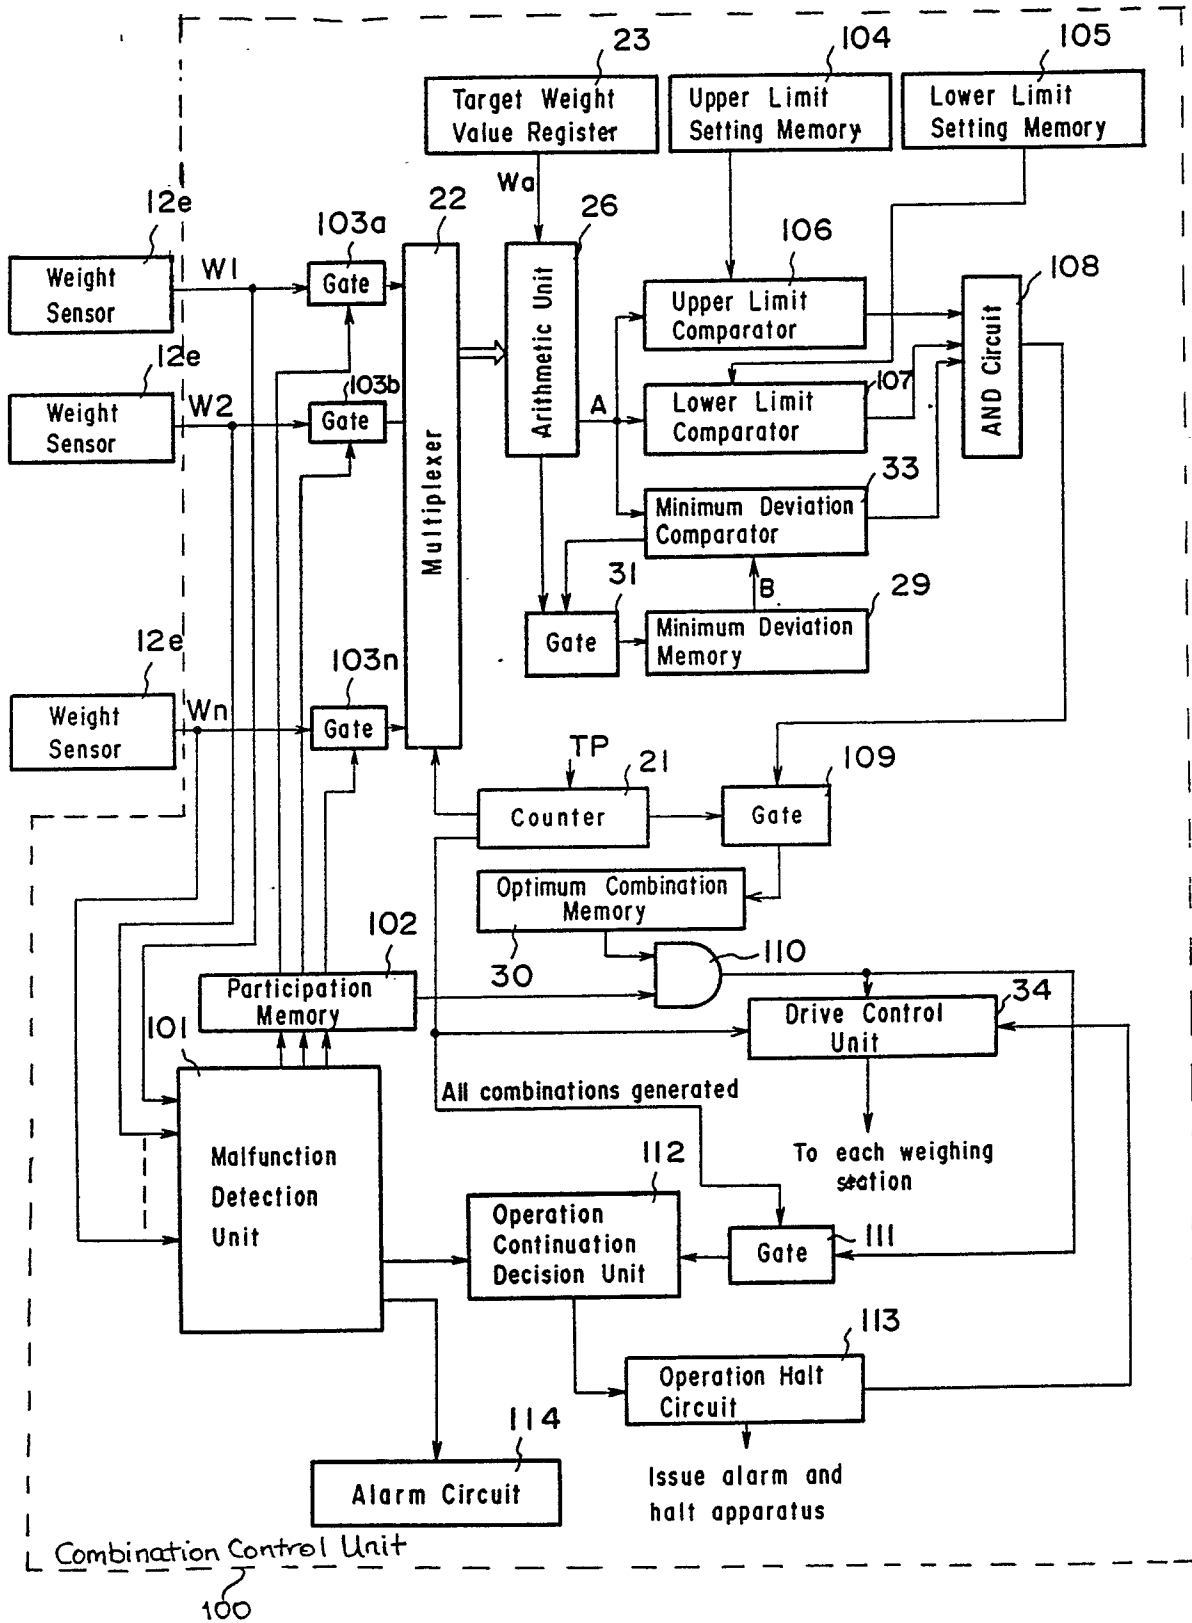 23
104
105
Target Weight
Value Register
Upper Limit
Setting Memory
Lower Limit
Setting Memory
Wa
12e
103a
22
26
106
108
Weight
Sensor
W1
Gate
Multiplexer
Arithmetic Unit
Upper Limit
Comparator
AND Circuit
12e
103b
107
Weight
Sensor
W2
Gate
A
Lower Limit
Comparator
33
Minimum Deviation
Comparator
31
B
29
Gate
Minimum Deviation
Memory
12e
103n
Weight
Sensor
Wn
Gate
TP
21
109
Counter
Gate
Optimum Combination
Memory
102
30
110
Participation
Memory
34
Drive Control
Unit
101
All combinations generated
Malfunction
Detection
Unit
To each weighing
station
112
Operation
Continuation
Decision Unit
Gate
111
113
Operation Halt
Circuit
114
Alarm Circuit
Issue alarm and
halt apparatus
Combination Control Unit
100